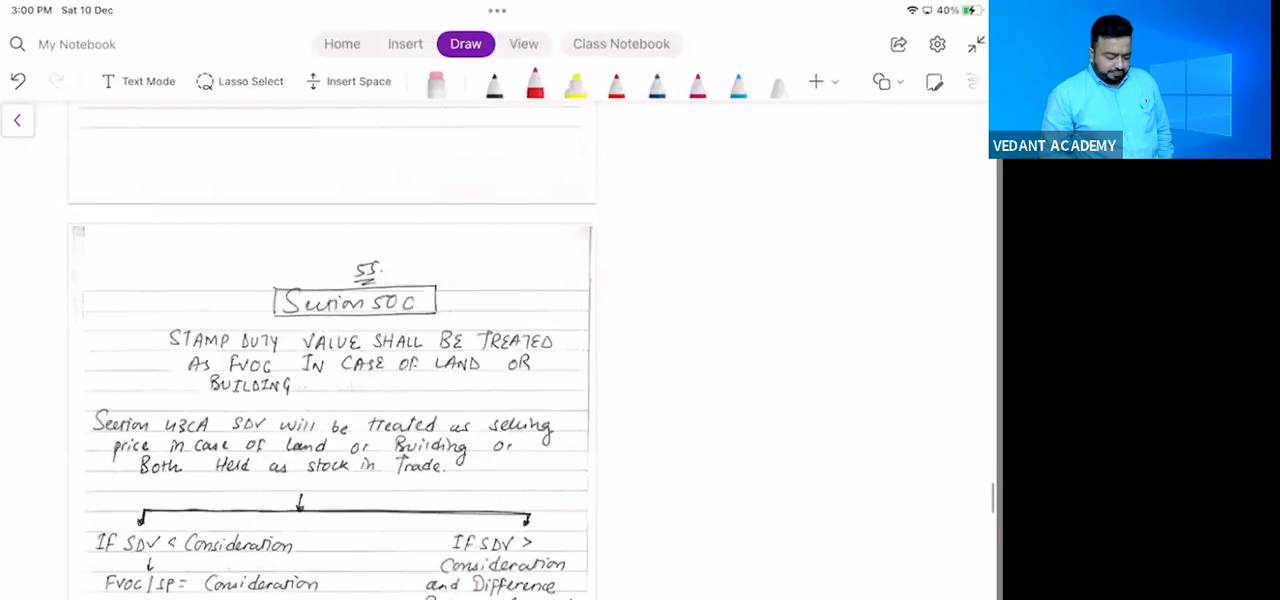 3:00 PM Sat 10 Dec
40%
My Notebook
Home Insert Draw View Class Notebook
Text Mode Lasso Select Insert Space
VEDANT ACADEMY
55.
Section 50C
STAMP DUTY VALUE SHALL BE TREATED
AS FVOC IN CASE OF LAND OR
BUILDING
Section 43CA SDV will be treated as selling
price in case of land or Building or
Both Held as stock in Trade.
IF SDV < Consideration
FVOC/SP = Consideration
IF SDV >
Consideration
and Difference